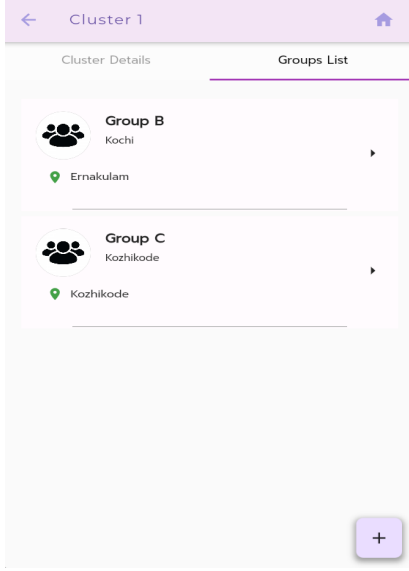 Cluster 1
Cluster Details
Groups List
Group B
Kochi
Ernakulam
Group C
Kozhikode
Kozhikode
+